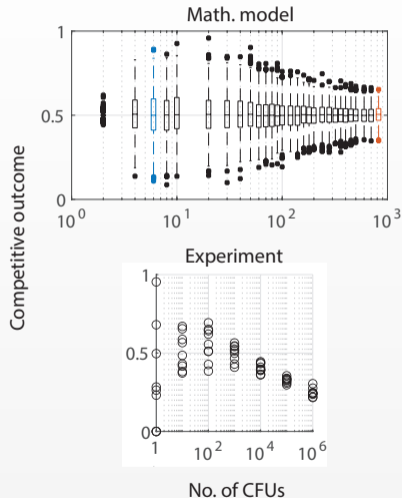 Math. model
1
0.5
0
10^0 10^1 10^2 10^3
Competitive outcome
Experiment
1
0.5
0
1 10^2 10^4 10^6
No. of CFUs